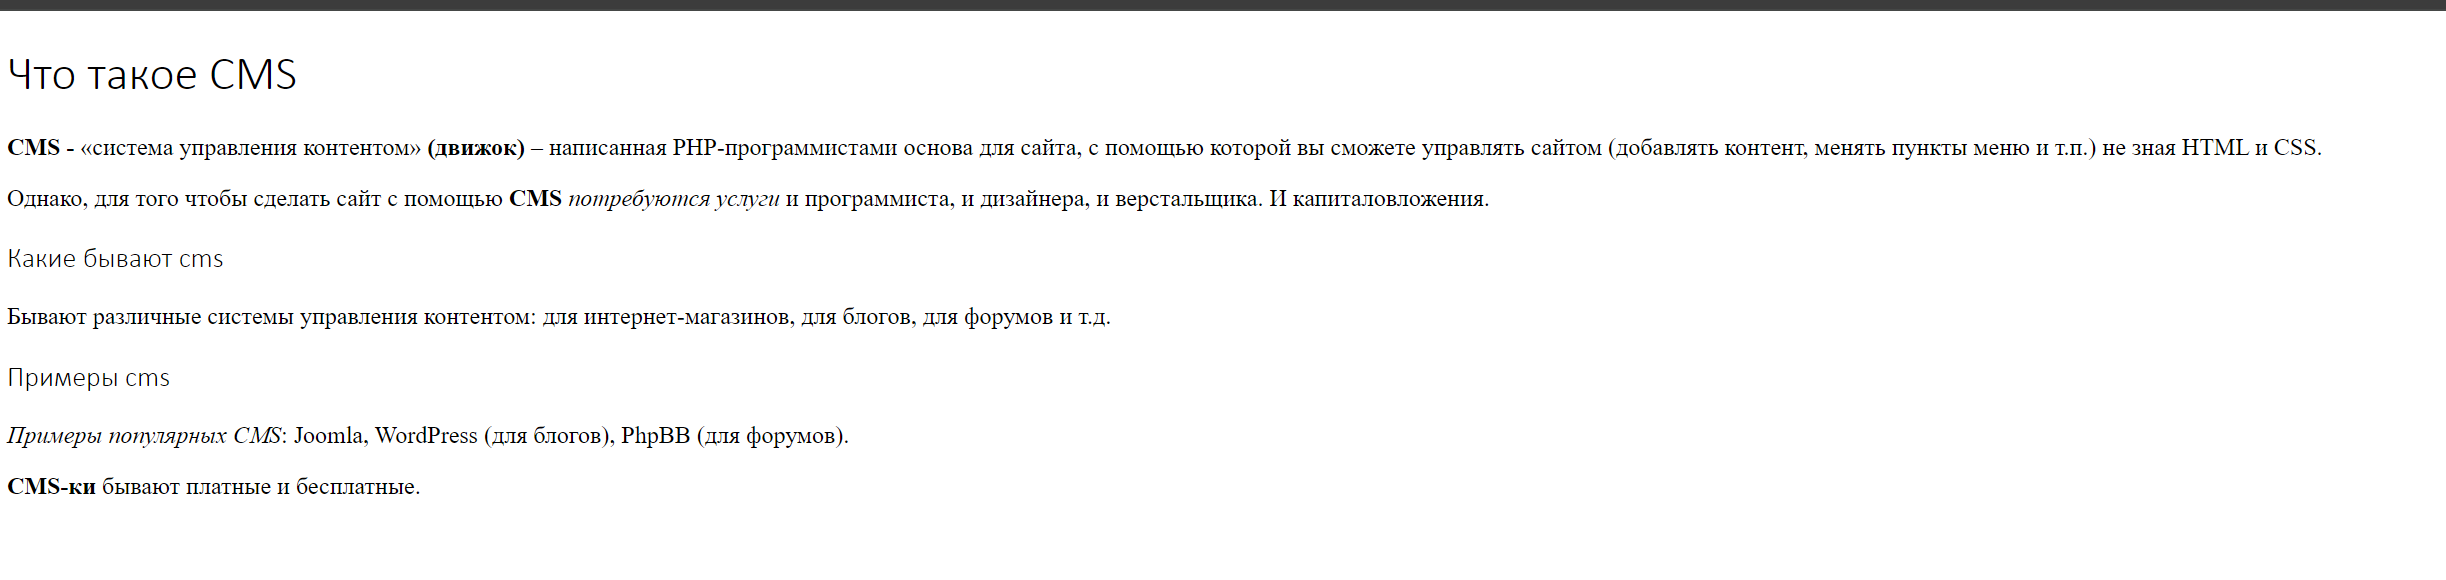 Что такое CMS
CMS - «система управления контентом» (движок) – написанная PHP-программистами основа для сайта, с помощью которой вы сможете управлять сайтом (добавлять контент, менять пункты меню и т.п.) не зная HTML и CSS.
Однако, для того чтобы сделать сайт с помощью CMS потребуются услуги и программиста, и дизайнера, и верстальщика. И капиталовложения.
Какие бывают cms
Бывают различные системы управления контентом: для интернет-магазинов, для блогов, для форумов и т.д.
Примеры cms
Примеры популярных CMS: Joomla, WordPress (для блогов), PhpBB (для форумов).
CMS-ки бывают платные и бесплатные.